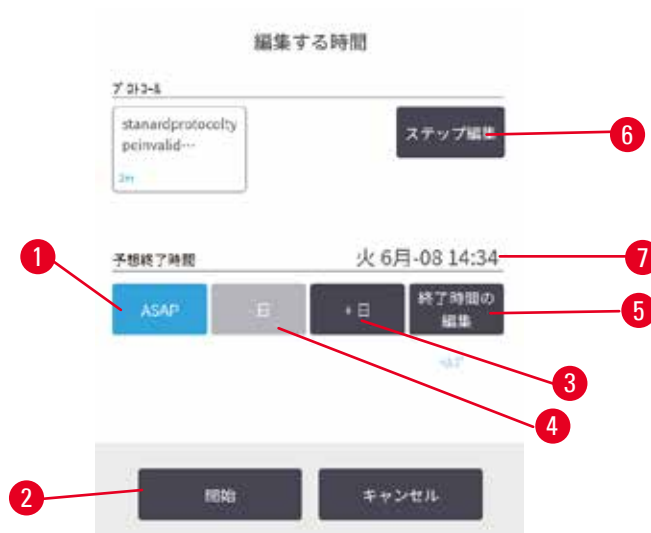 編集する時間
プロトコール
stanardprotocolty
peinvalid…
ステップ編集
6
1
予想終了時間
火 6月-08 14:34
7
ASAP
- 日
+ 日
終了時間の
編集
5
3
4
2
開始
キャンセル